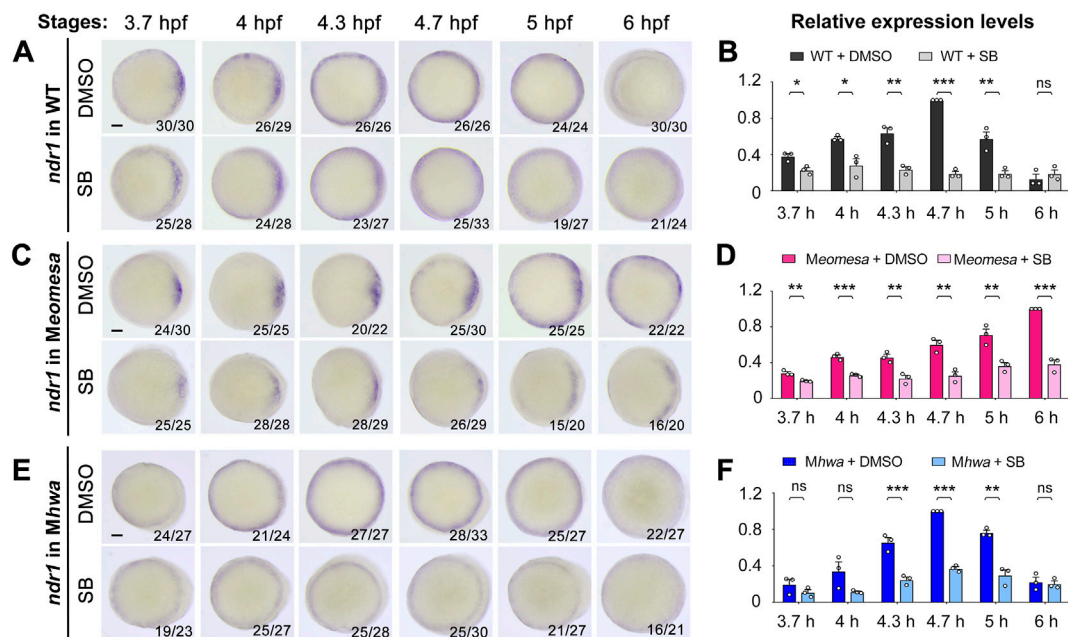 Stages: 3.7 hpf 4 hpf 4.3 hpf 4.7 hpf 5 hpf 6 hpf
Relative expression levels
A
ndr1 in WT
DMSO
30/30 26/29 26/26 26/26 24/24 30/30
SB
25/28 24/28 23/27 25/33 19/27 21/24
B
WT + DMSO WT + SB
* * ** *** ** ns
1.2
0.8
0.4
0
3.7 h 4 h 4.3 h 4.7 h 5 h 6 h
C
ndr1 in Meomesa
DMSO
24/30 25/25 20/22 25/30 25/25 22/22
SB
25/25 28/28 28/29 26/29 15/20 16/20
D
Meomesa + DMSO Meomesa + SB
** *** ** ** ** ***
1.2
0.8
0.4
0
3.7 h 4 h 4.3 h 4.7 h 5 h 6 h
E
ndr1 in Mhwa
DMSO
24/27 21/24 27/27 28/33 25/27 22/27
SB
19/23 25/27 25/28 25/30 21/27 16/21
F
Mhwa + DMSO Mhwa + SB
ns ns *** *** ** ns
1.2
0.8
0.4
0
3.7 h 4 h 4.3 h 4.7 h 5 h 6 h